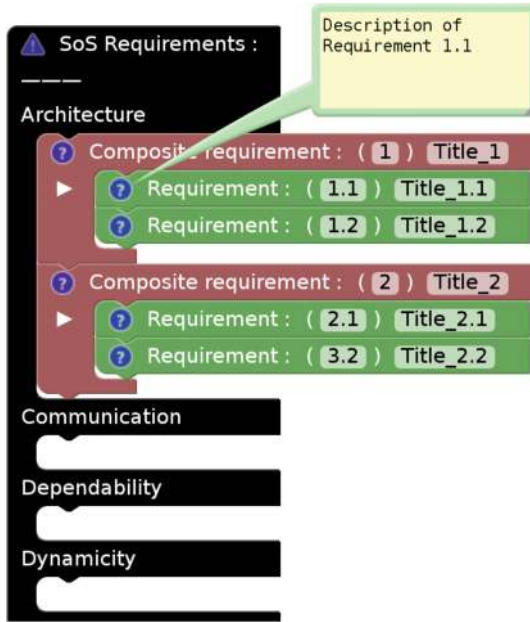 Description of
Requirement 1.1
SoS Requirements :
———
Architecture
Composite requirement : ( 1 ) Title_1
Requirement : ( 1.1 ) Title_1.1
Requirement : ( 1.2 ) Title_1.2
Composite requirement : ( 2 ) Title_2
Requirement : ( 2.1 ) Title_2.1
Requirement : ( 3.2 ) Title_2.2
Communication
Dependability
Dynamicity